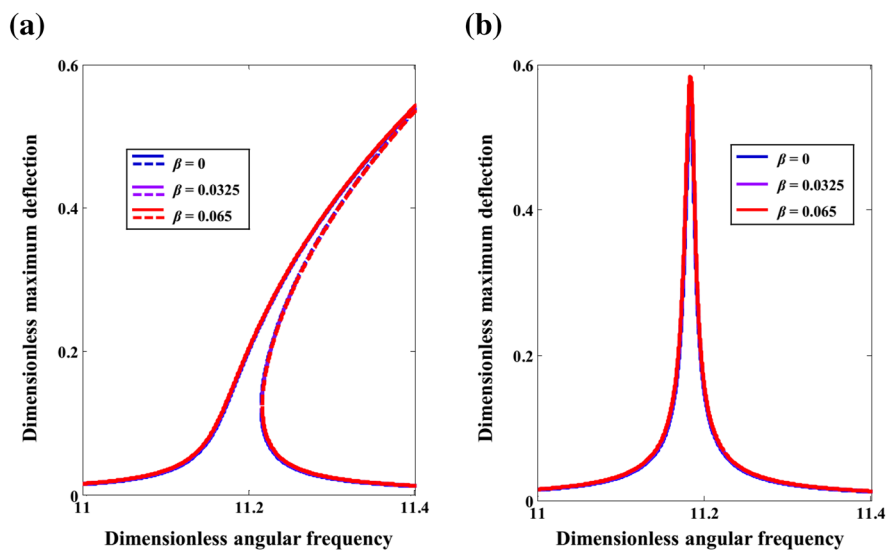 (a)
0.6
0.4
0.2
0
11
11.2
11.4
Dimensionless maximum deflection
Dimensionless angular frequency
β = 0
β = 0.0325
β = 0.065
(b)
0.6
0.4
0.2
0
11
11.2
11.4
Dimensionless maximum deflection
Dimensionless angular frequency
β = 0
β = 0.0325
β = 0.065